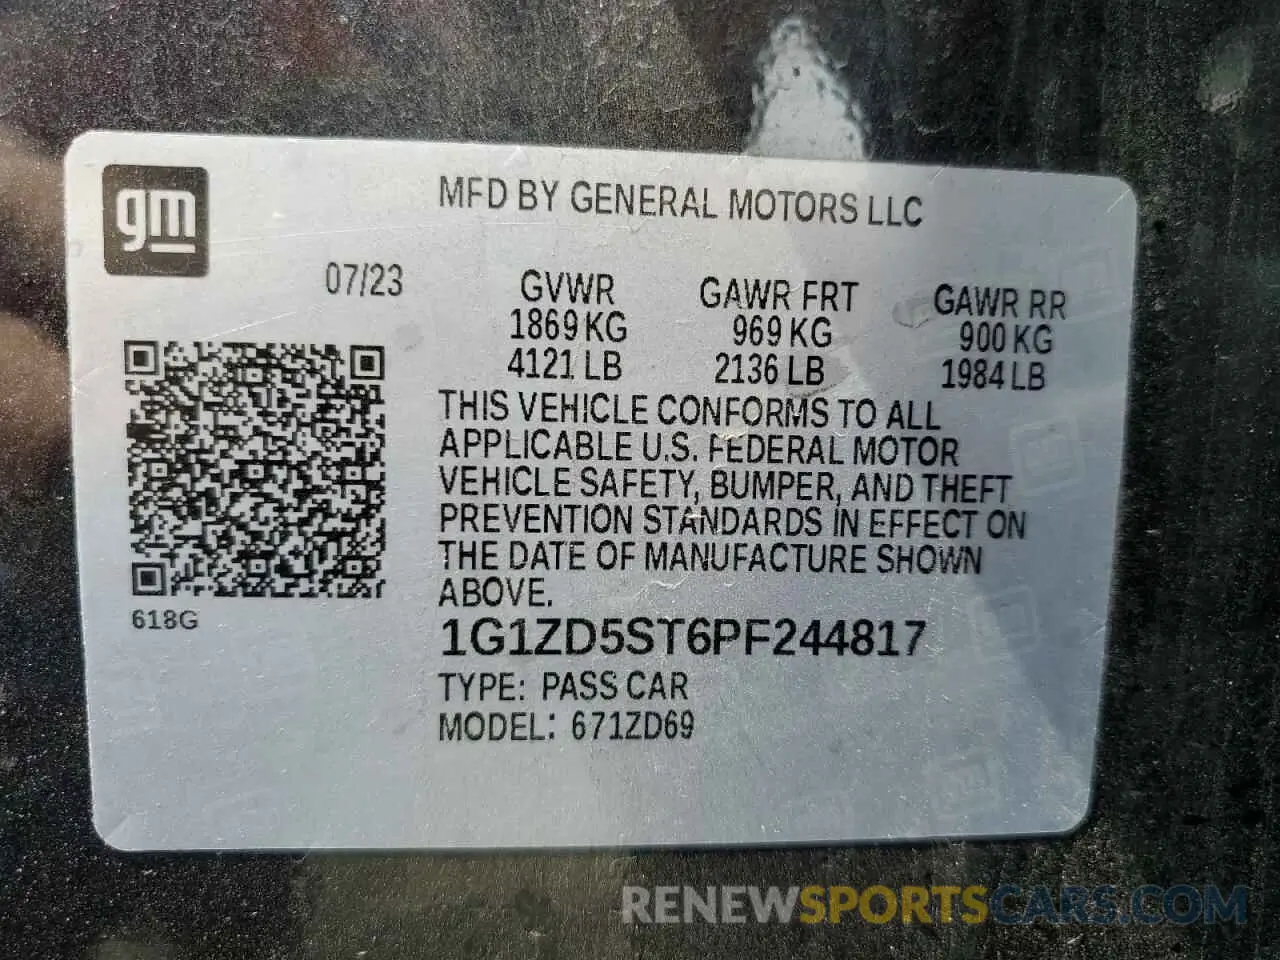 gm
MFD BY GENERAL MOTORS LLC
07/23
GVWR
1869 KG
4121 LB
GAWR FRT
969 KG
2136 LB
GAWR RR
900 KG
1984 LB
THIS VEHICLE CONFORMS TO ALL
APPLICABLE U.S. FEDERAL MOTOR
VEHICLE SAFETY, BUMPER, AND THEFT
PREVENTION STANDARDS IN EFFECT ON
THE DATE OF MANUFACTURE SHOWN
ABOVE.
618G
1G1ZD5ST6PF244817
TYPE: PASS CAR
MODEL: 671ZD69
RENEWSPORTSCARS.COM